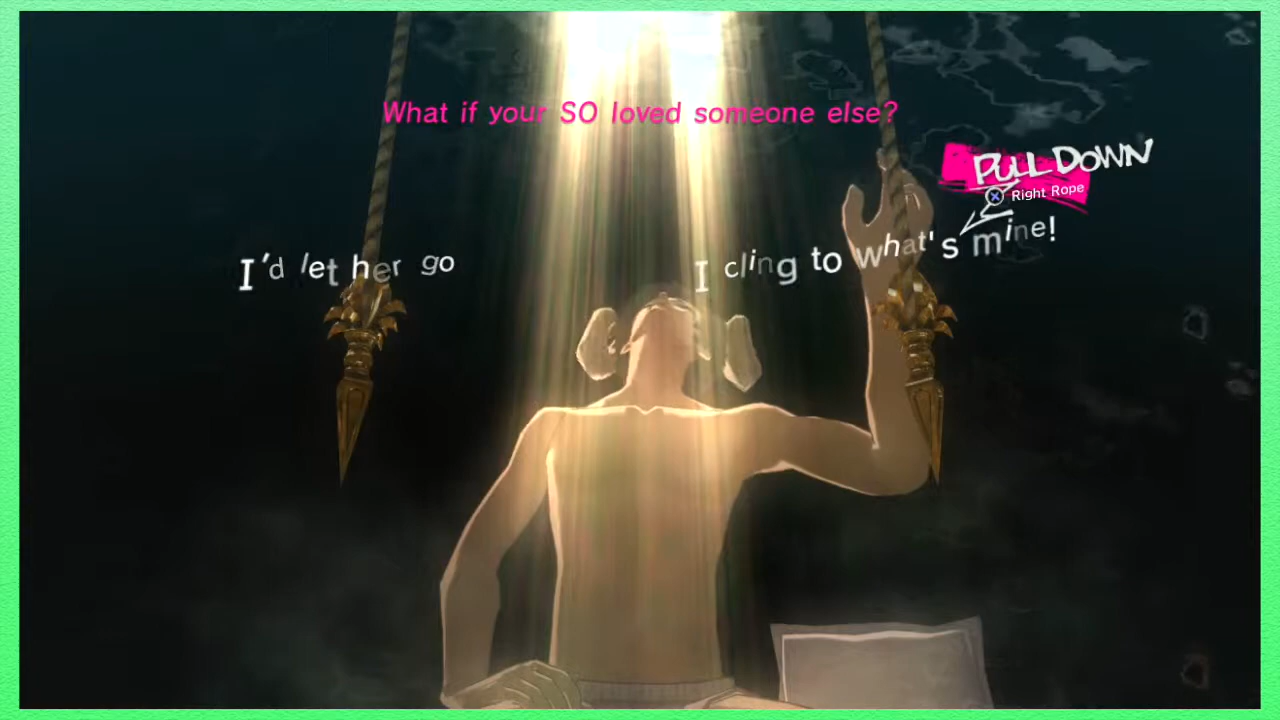 What if your SO loved someone else?
PULL DOWN
Right Rope
I'd let her go
I cling to what's mine!